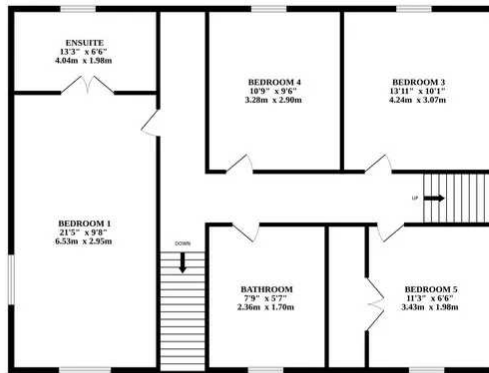 ENSUITE
13'3" x 6'6"
4.04m x 1.98m
BEDROOM 4
10'9" x 9'6"
3.28m x 2.90m
BEDROOM 3
13'11" x 10'1"
4.24m x 3.07m
UP
BEDROOM 1
21'5" x 9'8"
6.53m x 2.95m
DOWN
BATHROOM
7'9" x 5'7"
2.36m x 1.70m
BEDROOM 5
11'3" x 6'6"
3.43m x 1.98m